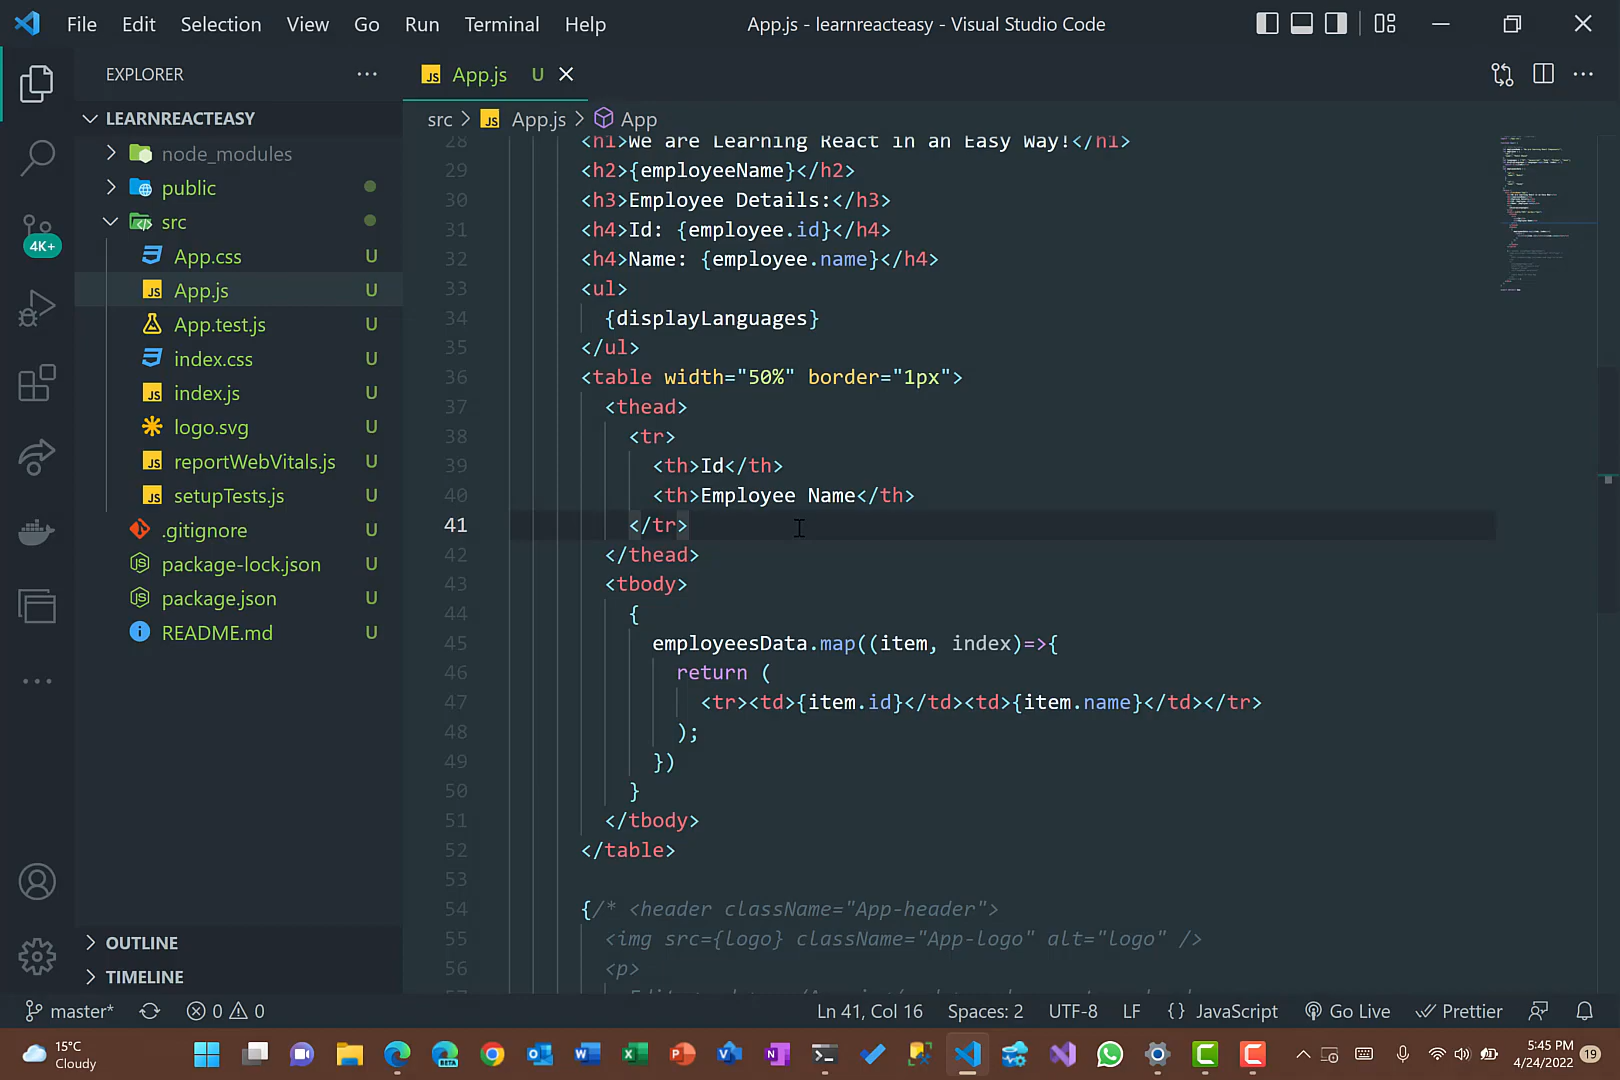 File Edit Selection View Go Run Terminal Help App.js - learnreacteasy - Visual Studio Code
EXPLORER
App.js U
LEARNREACTEASY
src > JS App.js > App
node_modules
public
src
App.css U
JS App.js U
App.test.js U
index.css U
JS index.js U
logo.svg U
JS reportWebVitals.js U
JS setupTests.js U
.gitignore U
package-lock.json U
package.json U
README.md U
4K+
OUTLINE
TIMELINE
28 <h1>We are Learning React in an Easy Way!</h1>
29 <h2>{employeeName}</h2>
30 <h3>Employee Details:</h3>
31 <h4>Id: {employee.id}</h4>
32 <h4>Name: {employee.name}</h4>
33 <ul>
34 {displayLanguages}
35 </ul>
36 <table width="50%" border="1px">
37 <thead>
38 <tr>
39 <th>Id</th>
40 <th>Employee Name</th>
41 </tr>
42 </thead>
43 <tbody>
44 {
45 employeesData.map((item, index)=>{
46 return (
47 <tr><td>{item.id}</td><td>{item.name}</td></tr>
48 );
49 })
50 }
51 </tbody>
52 </table>
53
54 {/* <header className="App-header">
55 <img src={logo} className="App-logo" alt="logo" />
56 <p>
master* 0 0 Ln 41, Col 16 Spaces: 2 UTF-8 LF {} JavaScript Go Live Prettier
15°C
Cloudy
5:45 PM
4/24/2022 19